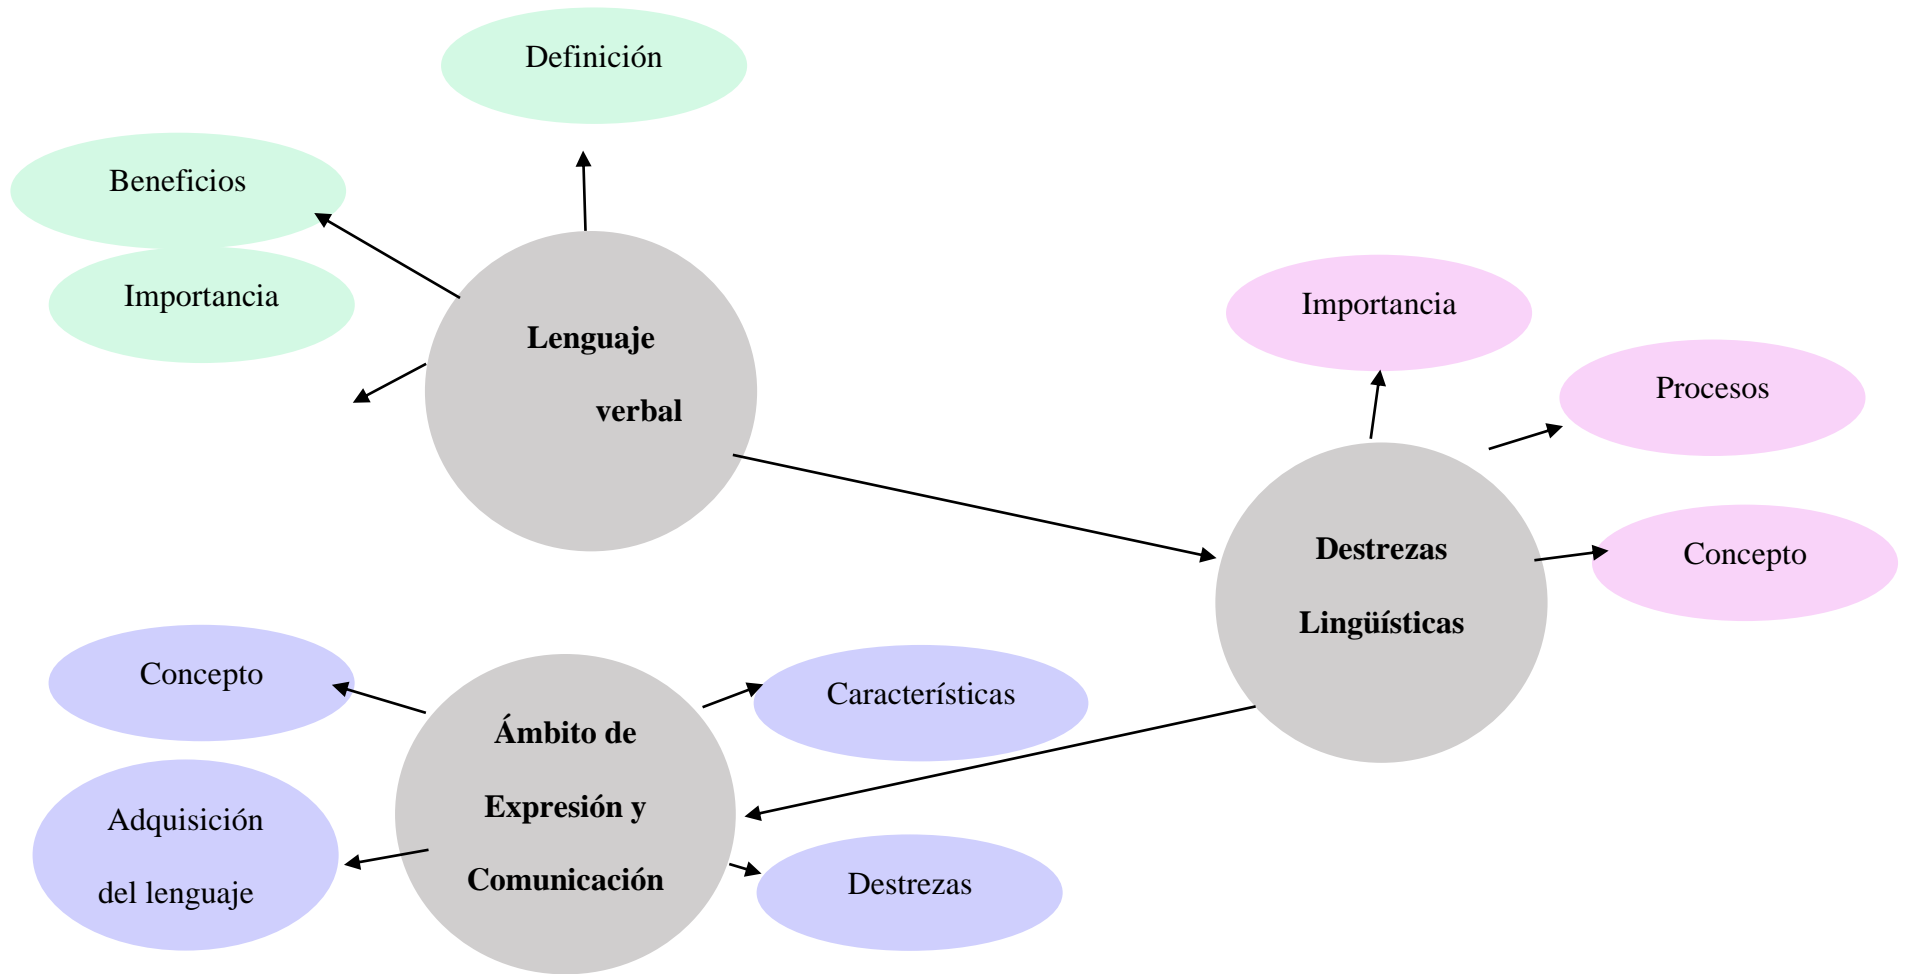 Definición
Beneficios
Importancia
Lenguaje
verbal
Importancia
Procesos
Destrezas
Lingüísticas
Concepto
Concepto
Adquisición
del lenguaje
Ámbito de
Expresión y
Comunicación
Características
Destrezas